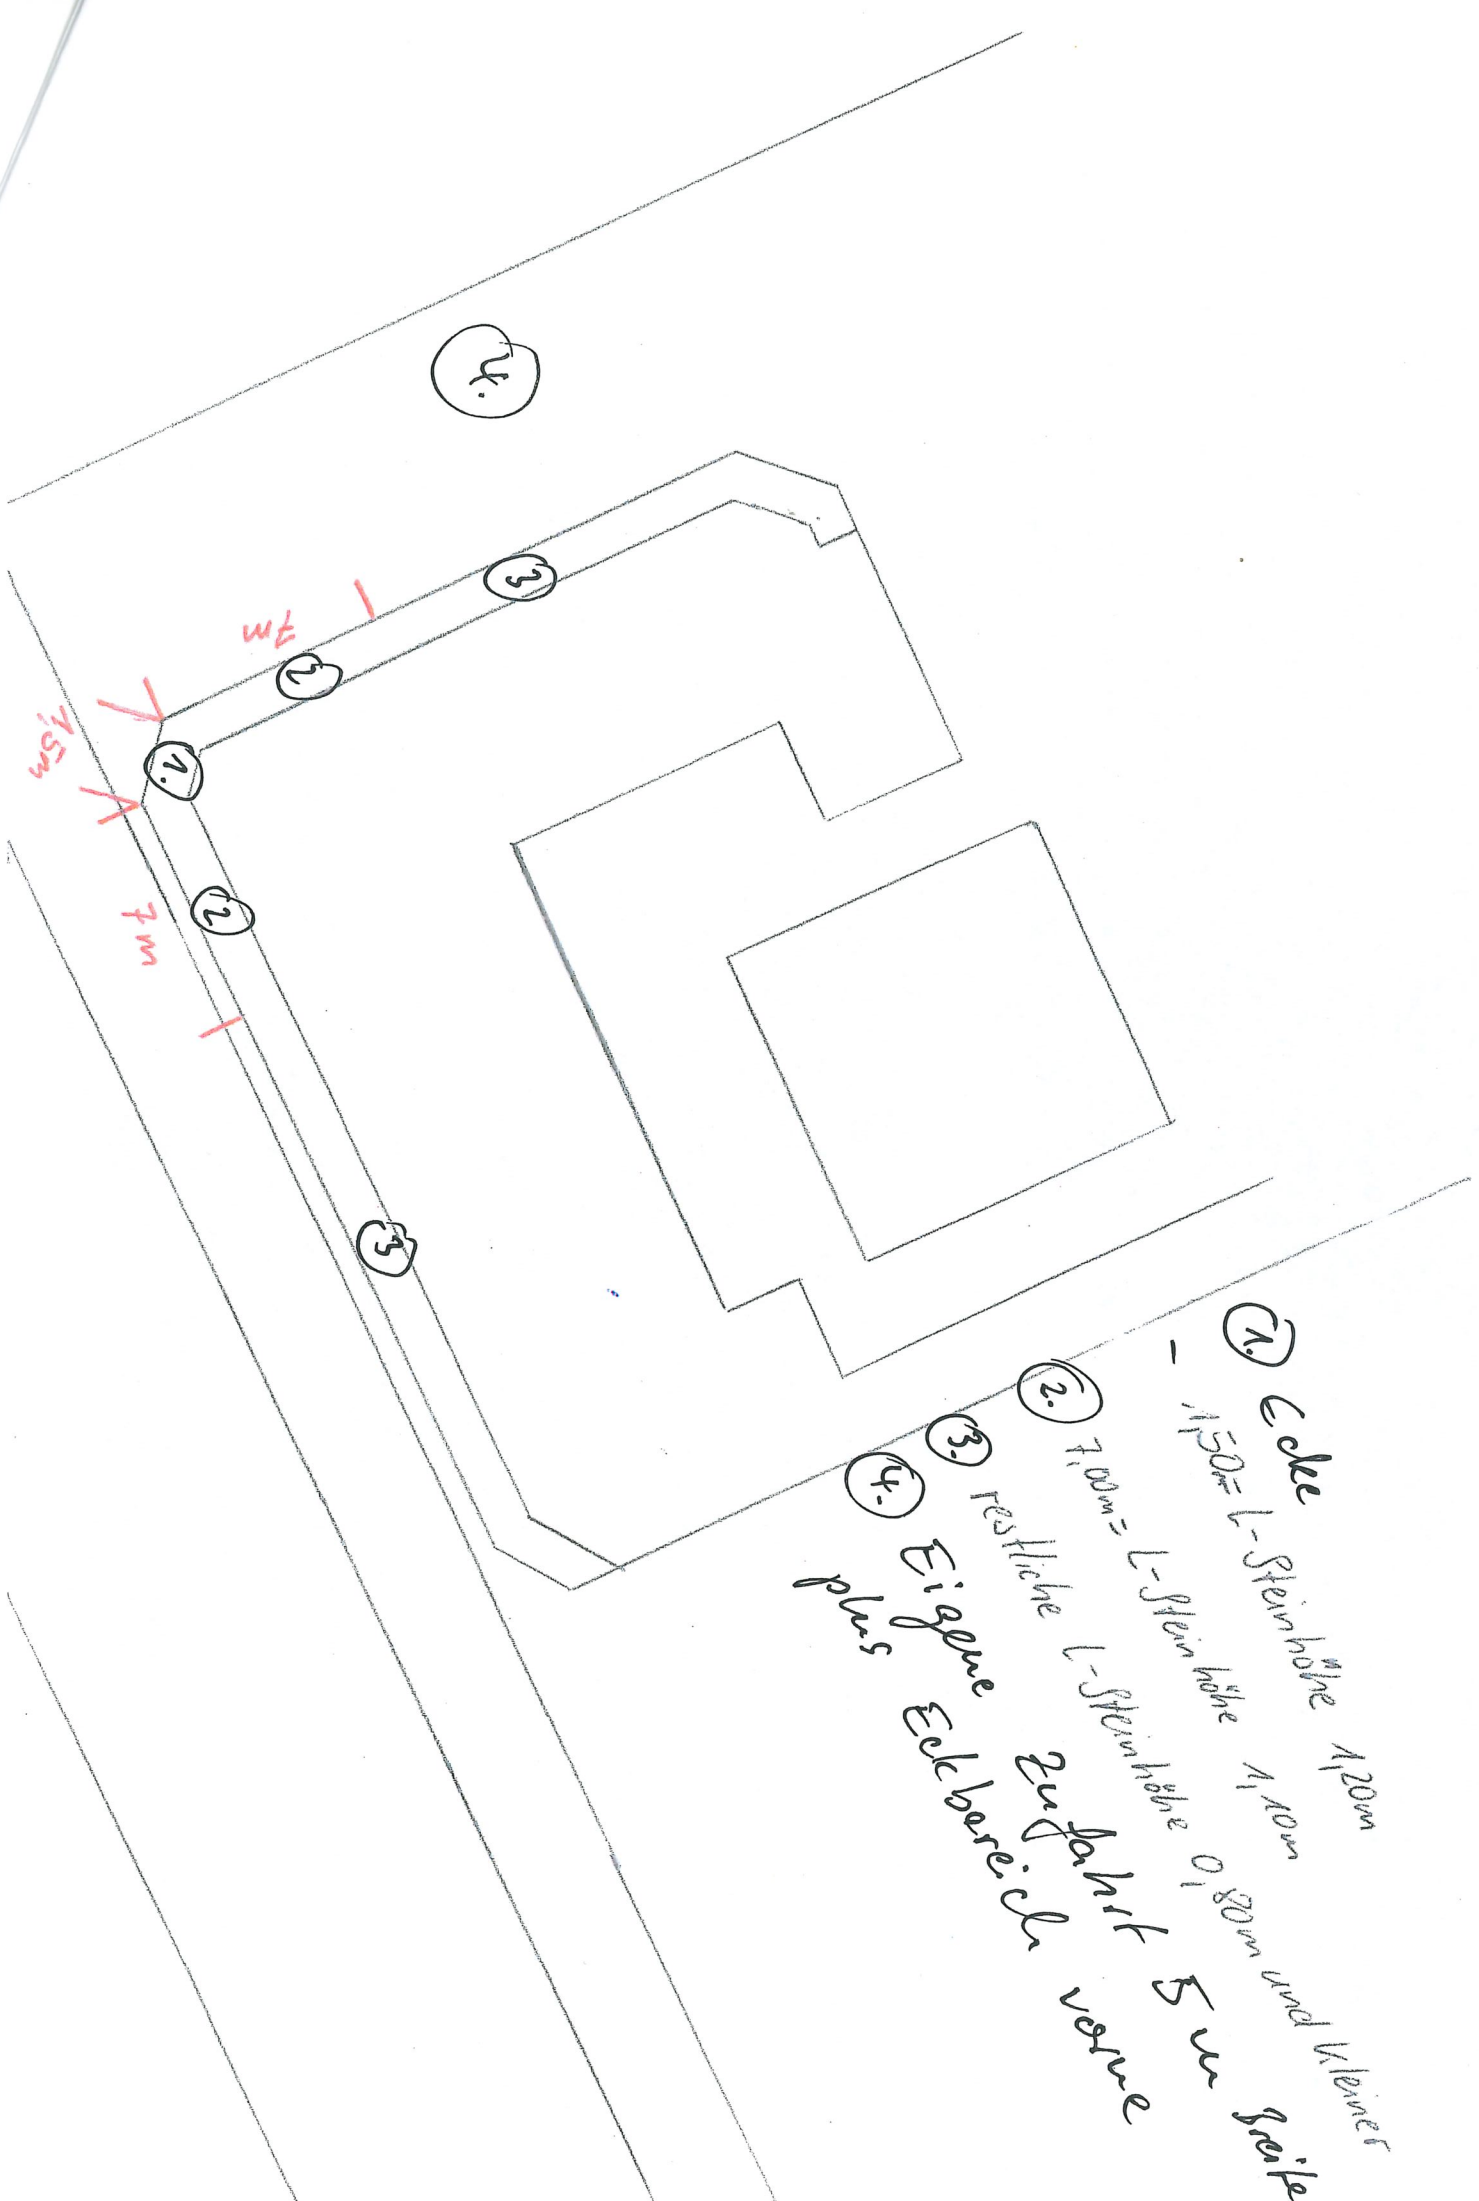 1. Ecke
- 1,50m= L-Steinhöhe 1,20m
2. 7,00m= L-Steinhöhe 1,10m
3. restliche L-Steinhöhe 0,80m und kleiner
4. Eigene Zufahrt 5 m Breite
plus Eckbereich vorne
4.
3
7m
2
1.
1,5m
2
7m
3